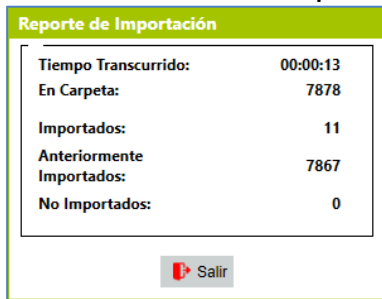 Reporte de Importación
Tiempo Transcurrido: 00:00:13
En Carpeta: 7878
Importados: 11
Anteriormente
Importados: 7867
No Importados: 0
Salir